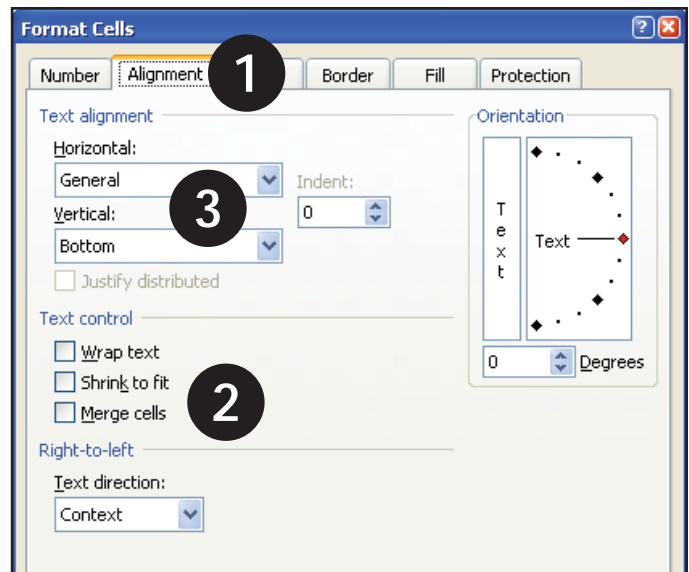 Format Cells ?
Number Alignment 1 Border Fill Protection
Text alignment
Horizontal:
General
Indent:
0
3
Vertical:
Bottom
Justify distributed
Text control
Wrap text
Shrink to fit
Merge cells
2
Right-to-left
Text direction:
Context
Orientation
Text
Text
0 Degrees